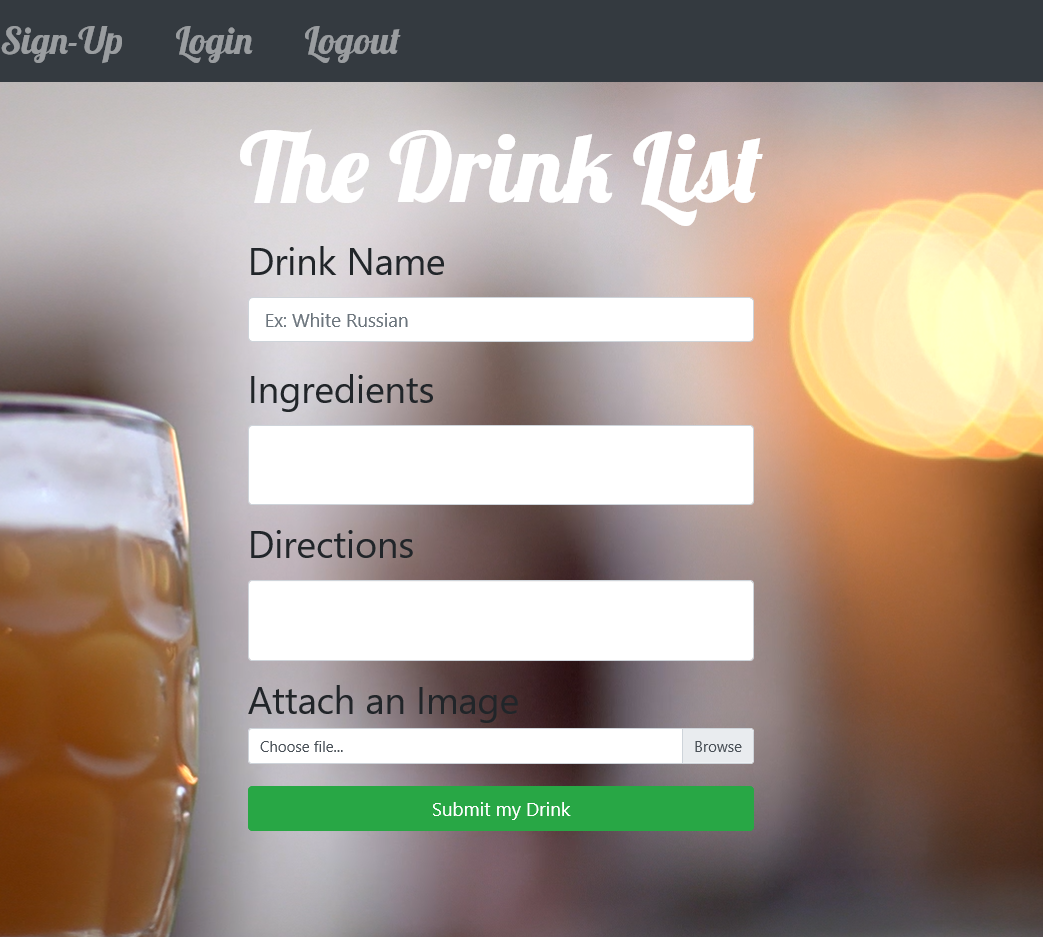 Sign-Up Login Logout
The Drink List
Drink Name
Ex: White Russian
Ingredients
Directions
Attach an Image
Choose file... Browse
Submit my Drink